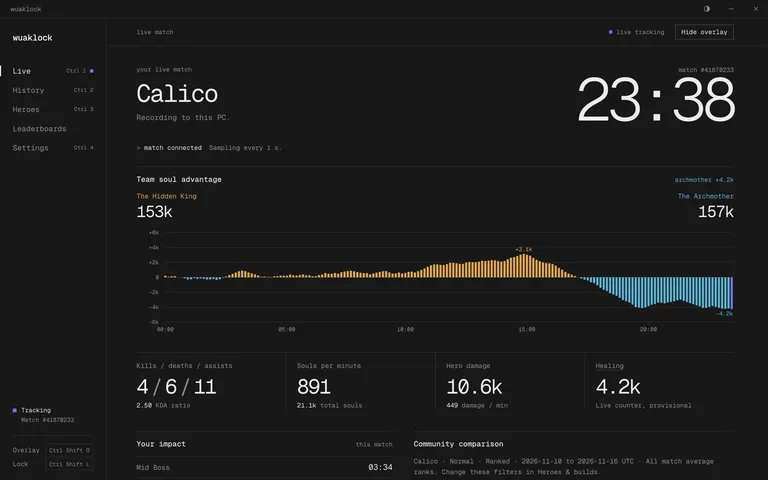 wuaklock
wuaklock
live match
live tracking
Hide overlay
Live Ctrl 1
History Ctrl 2
Heroes Ctrl 3
Leaderboards
Settings Ctrl 4
your live match
match #41870233
Calico
23:38
Recording to this PC.
> match connected Sampling every 1 s.
Team soul advantage
archmother +4.2k
The Hidden King
The Archmother
153k
157k
+6k
+4k
+2k
0
−2k
−4k
−6k
+3.1k
−4.2k
00:00 05:00 10:00 15:00 20:00
Kills / deaths / assists
4/6/11
2.50 KDA ratio
Souls per minute
891
21.1k total souls
Hero damage
10.6k
449 damage / min
Healing
4.2k
Live counter, provisional
Tracking
Match #41870233
Overlay Ctrl Shift O
Lock Ctrl Shift L
Your impact
this match
Mid Boss 03:34
Community comparison
Calico · Normal · Ranked · 2026-11-10 to 2026-11-16 UTC · All match average
ranks. Change these filters in Heroes & builds.